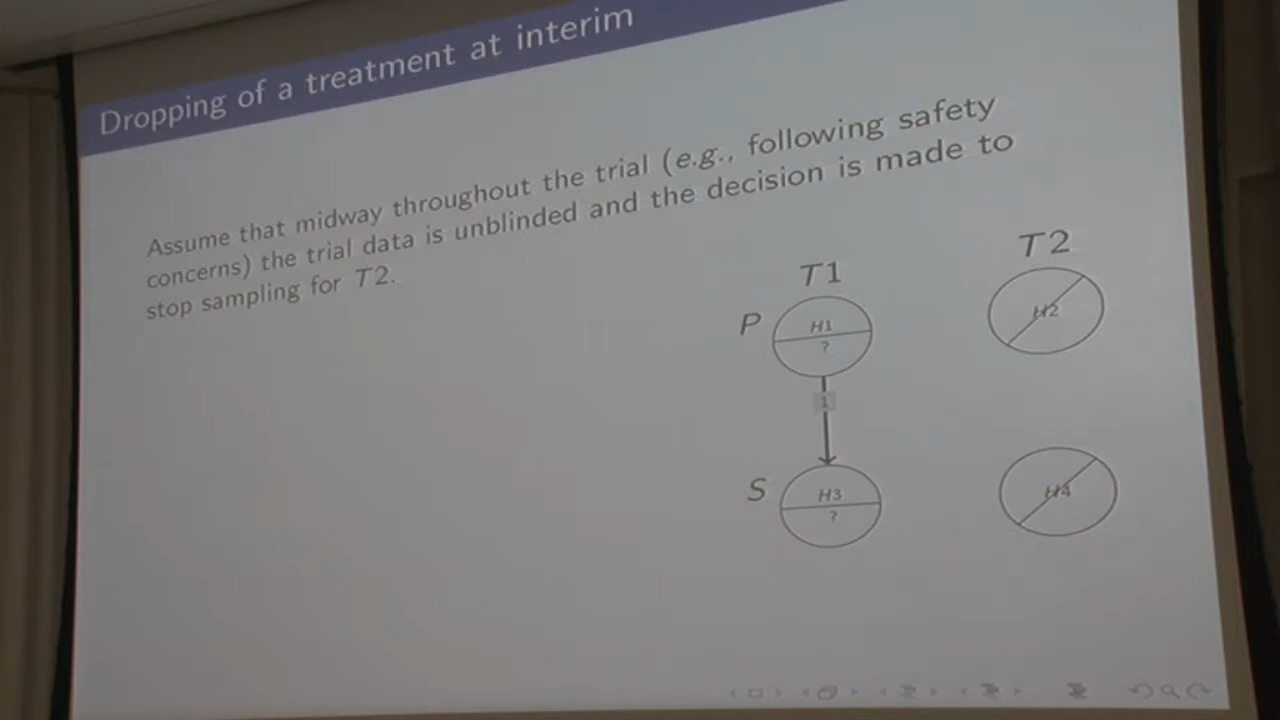 Dropping of a treatment at interim
Assume that midway throughout the trial (e.g., following safety
concerns) the trial data is unblinded and the decision is made to
stop sampling for T2.
T1
T2
P
H1
?
H2
1
S
H3
?
H4